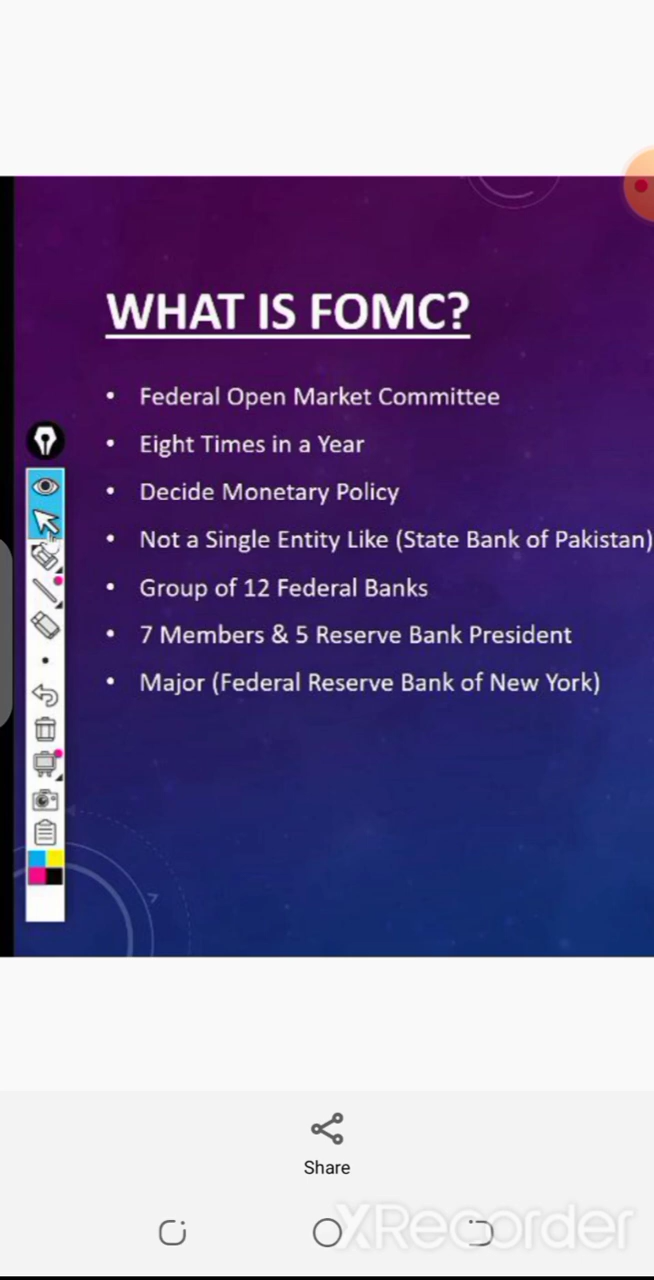 WHAT IS FOMC?
• Federal Open Market Committee
• Eight Times in a Year
• Decide Monetary Policy
• Not a Single Entity Like (State Bank of Pakistan)
• Group of 12 Federal Banks
• 7 Members & 5 Reserve Bank President
• Major (Federal Reserve Bank of New York)
Share
XRecorder